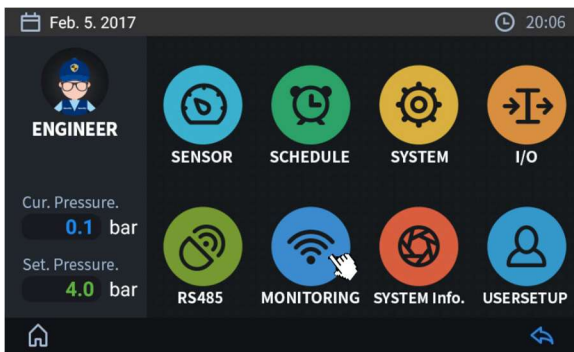 Feb. 5. 2017
20:06
ENGINEER
Cur. Pressure.
0.1 bar
Set. Pressure.
4.0 bar
SENSOR
SCHEDULE
SYSTEM
I/O
RS485
MONITORING
SYSTEM Info.
USERSETUP